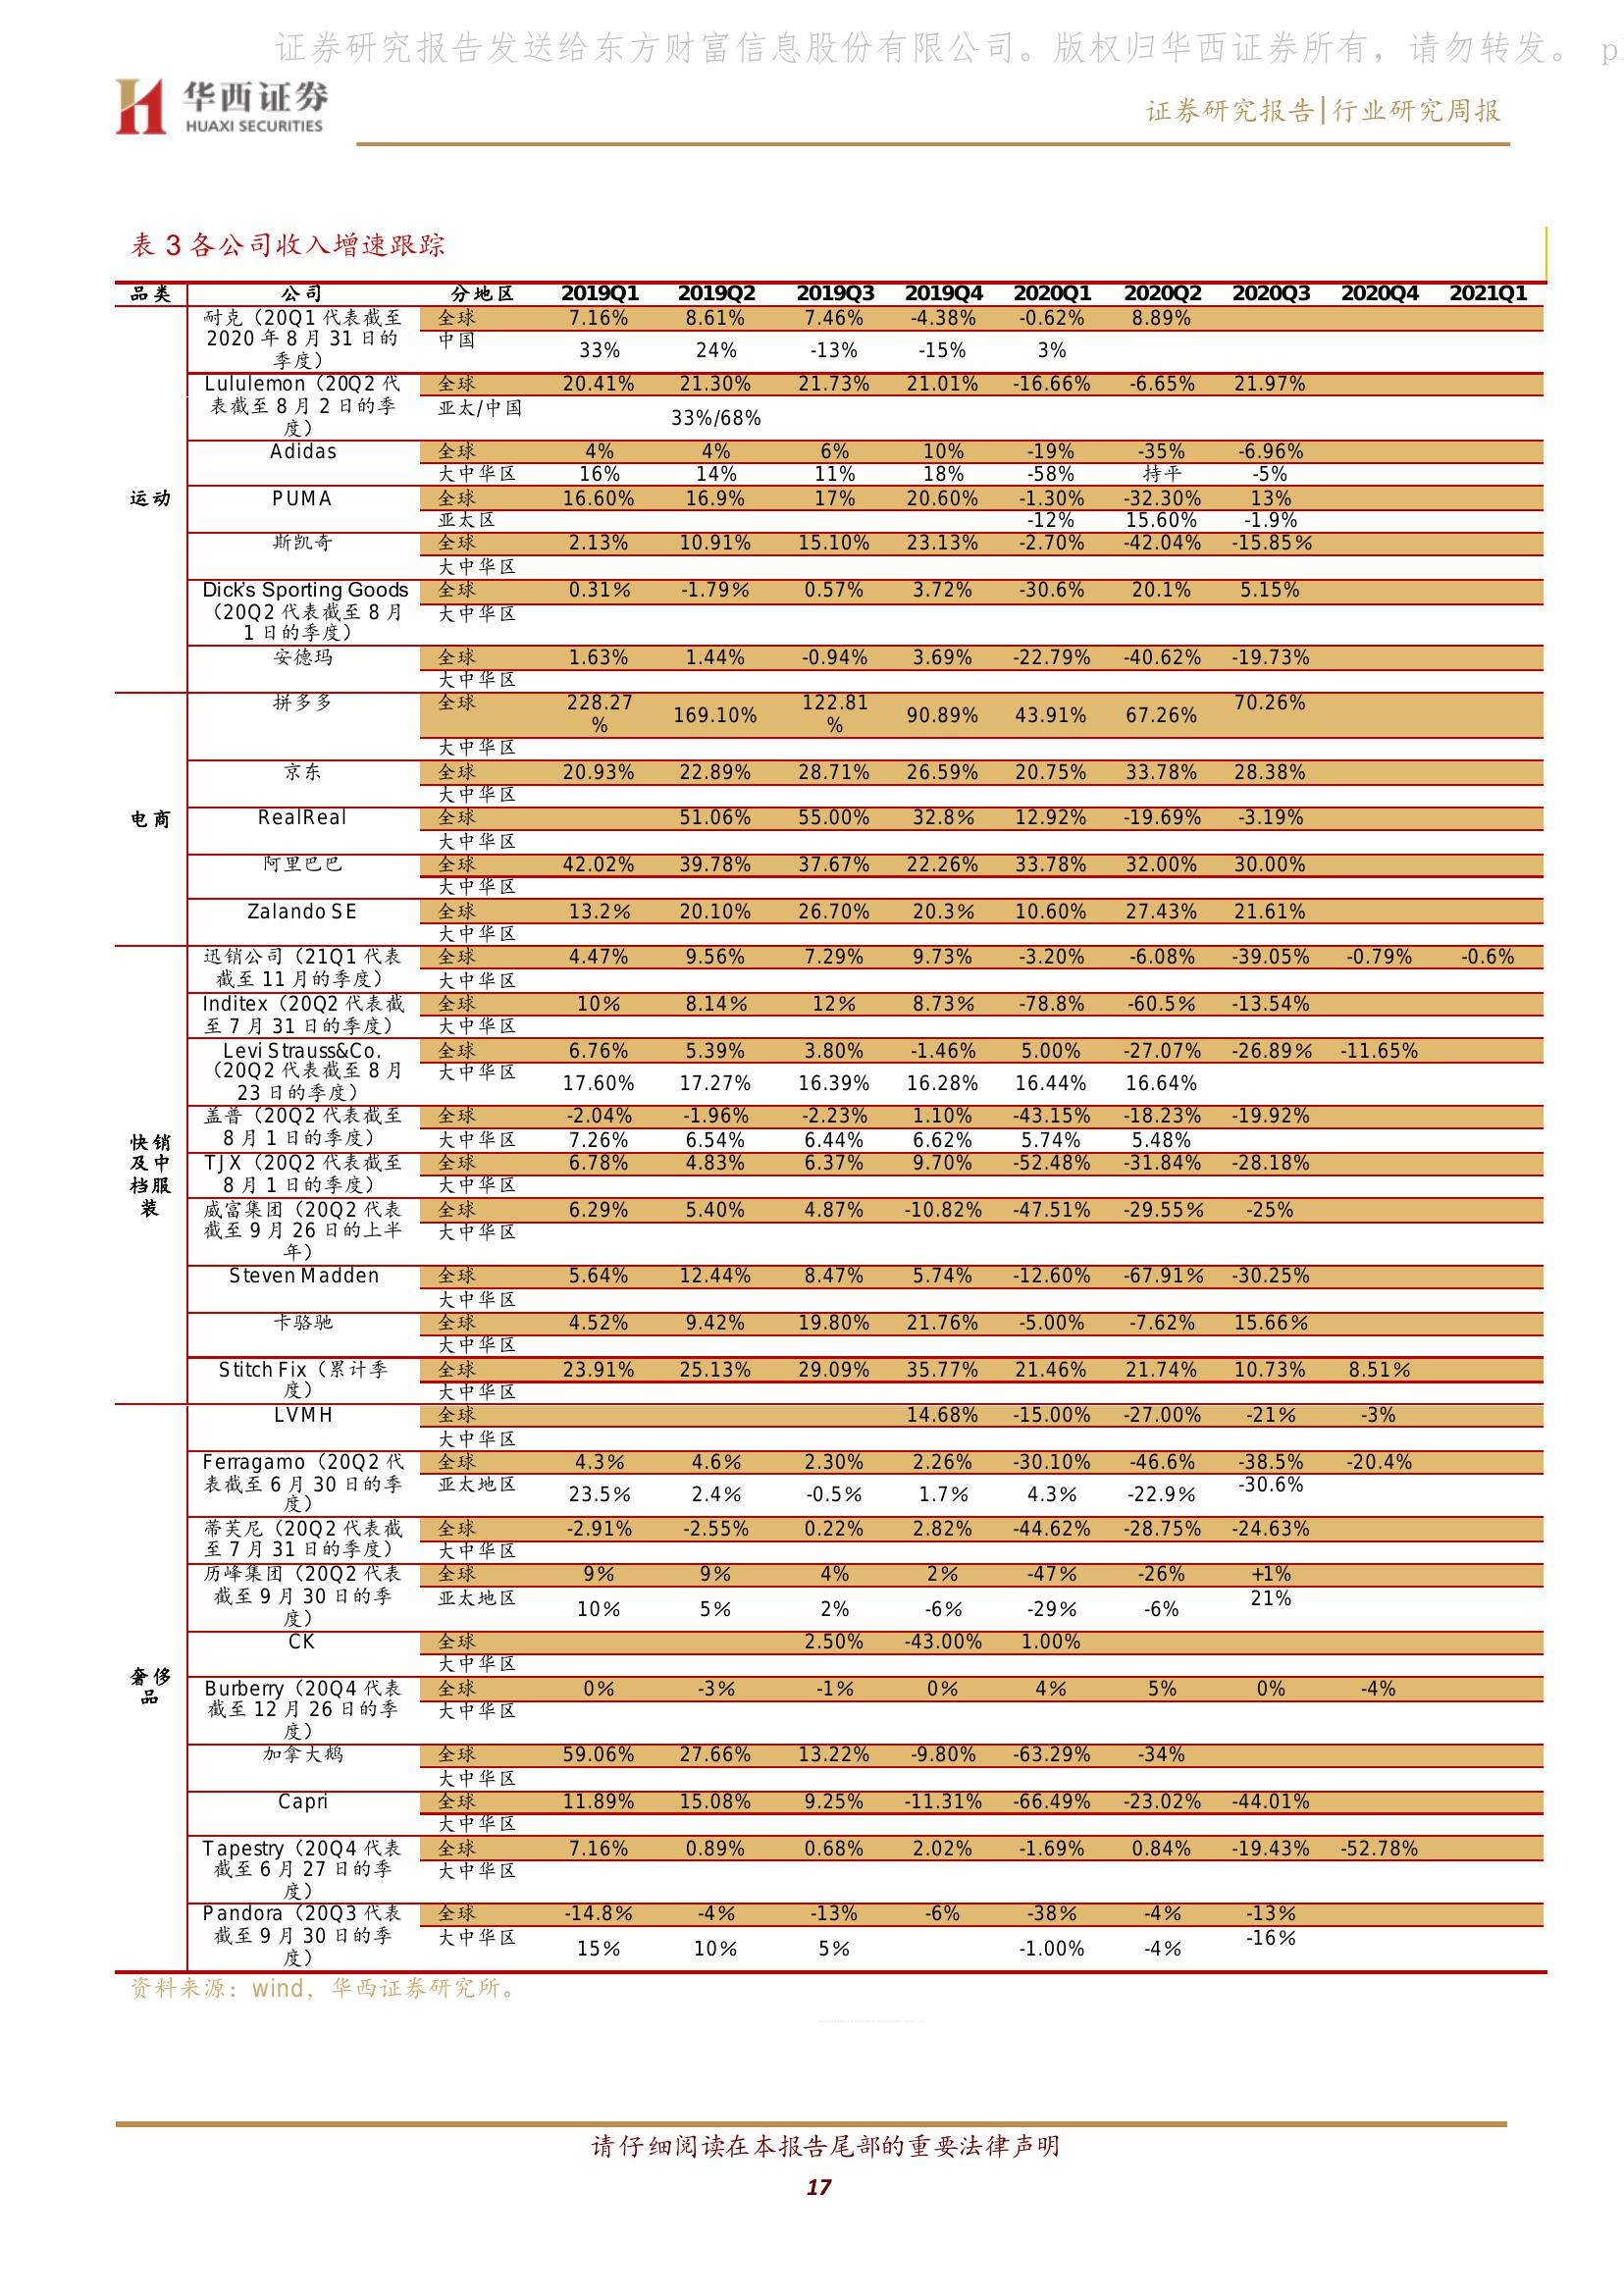 证券研究报告发送给东方财富信息股份有限公司。版权归华西证券所有，请勿转发。 p
华西证券
HUAXI SECURITIES
证券研究报告|行业研究周报
表 3 各公司收入增速跟踪
品类 公司 分地区 2019Q1 2019Q2 2019Q3 2019Q4 2020Q1 2020Q2 2020Q3 2020Q4 2021Q1
运动
耐克（20Q1 代表截至
2020 年 8 月 31 日的
季度）
全球 7.16% 8.61% 7.46% -4.38% -0.62% 8.89%
中国 33% 24% -13% -15% 3%
Lululemon（20Q2 代
表截至 8 月 2 日的季
度）
全球 20.41% 21.30% 21.73% 21.01% -16.66% -6.65% 21.97%
亚太/中国 33%/68%
Adidas 全球 4% 4% 6% 10% -19% -35% -6.96%
大中华区 16% 14% 11% 18% -58% 持平 -5%
PUMA 全球 16.60% 16.9% 17% 20.60% -1.30% -32.30% 13%
亚太区 -12% 15.60% -1.9%
斯凯奇 全球 2.13% 10.91% 15.10% 23.13% -2.70% -42.04% -15.85%
大中华区
Dick’s Sporting Goods
（20Q2 代表截至 8 月
1 日的季度）
全球 0.31% -1.79% 0.57% 3.72% -30.6% 20.1% 5.15%
大中华区
安德玛 全球 1.63% 1.44% -0.94% 3.69% -22.79% -40.62% -19.73%
大中华区
电商
拼多多 全球 228.27% 169.10% 122.81% 90.89% 43.91% 67.26% 70.26%
大中华区
京东 全球 20.93% 22.89% 28.71% 26.59% 20.75% 33.78% 28.38%
大中华区
RealReal 全球 51.06% 55.00% 32.8% 12.92% -19.69% -3.19%
大中华区
阿里巴巴 全球 42.02% 39.78% 37.67% 22.26% 33.78% 32.00% 30.00%
大中华区
Zalando SE 全球 13.2% 20.10% 26.70% 20.3% 10.60% 27.43% 21.61%
大中华区
快销
及中
档服
装
迅销公司（21Q1 代表
截至 11 月的季度）
全球 4.47% 9.56% 7.29% 9.73% -3.20% -6.08% -39.05% -0.79% -0.6%
大中华区
Inditex（20Q2 代表截
至 7 月 31 日的季度）
全球 10% 8.14% 12% 8.73% -78.8% -60.5% -13.54%
大中华区
Levi Strauss&Co.
（20Q2 代表截至 8 月
23 日的季度）
全球 6.76% 5.39% 3.80% -1.46% 5.00% -27.07% -26.89% -11.65%
大中华区 17.60% 17.27% 16.39% 16.28% 16.44% 16.64%
盖普（20Q2 代表截至
8 月 1 日的季度）
全球 -2.04% -1.96% -2.23% 1.10% -43.15% -18.23% -19.92%
大中华区 7.26% 6.54% 6.44% 6.62% 5.74% 5.48%
TJX（20Q2 代表截至
8 月 1 日的季度）
全球 6.78% 4.83% 6.37% 9.70% -52.48% -31.84% -28.18%
大中华区
威富集团（20Q2 代表
截至 9 月 26 日的上半
年）
全球 6.29% 5.40% 4.87% -10.82% -47.51% -29.55% -25%
大中华区
Steven Madden 全球 5.64% 12.44% 8.47% 5.74% -12.60% -67.91% -30.25%
大中华区
卡骆驰 全球 4.52% 9.42% 19.80% 21.76% -5.00% -7.62% 15.66%
大中华区
Stitch Fix（累计季
度）
全球 23.91% 25.13% 29.09% 35.77% 21.46% 21.74% 10.73% 8.51%
大中华区
奢侈
品
LVMH 全球 14.68% -15.00% -27.00% -21% -3%
大中华区
Ferragamo（20Q2 代
表截至 6 月 30 日的季
度）
全球 4.3% 4.6% 2.30% 2.26% -30.10% -46.6% -38.5% -20.4%
亚太地区 23.5% 2.4% -0.5% 1.7% 4.3% -22.9% -30.6%
蒂芙尼（20Q2 代表截
至 7 月 31 日的季度）
全球 -2.91% -2.55% 0.22% 2.82% -44.62% -28.75% -24.63%
大中华区
历峰集团（20Q2 代表
截至 9 月 30 日的季
度）
全球 9% 9% 4% 2% -47% -26% +1%
亚太地区 10% 5% 2% -6% -29% -6% 21%
CK 全球 2.50% -43.00% 1.00%
大中华区
Burberry（20Q4 代表
截至 12 月 26 日的季
度）
全球 0% -3% -1% 0% 4% 5% 0% -4%
大中华区
加拿大鹅 全球 59.06% 27.66% 13.22% -9.80% -63.29% -34%
大中华区
Capri 全球 11.89% 15.08% 9.25% -11.31% -66.49% -23.02% -44.01%
大中华区
Tapestry（20Q4 代表
截至 6 月 27 日的季
度）
全球 7.16% 0.89% 0.68% 2.02% -1.69% 0.84% -19.43% -52.78%
大中华区
Pandora（20Q3 代表
截至 9 月 30 日的季
度）
全球 -14.8% -4% -13% -6% -38% -4% -13%
大中华区 15% 10% 5% -1.00% -4% -16%
资料来源：wind，华西证券研究所。
请仔细阅读在本报告尾部的重要法律声明
17